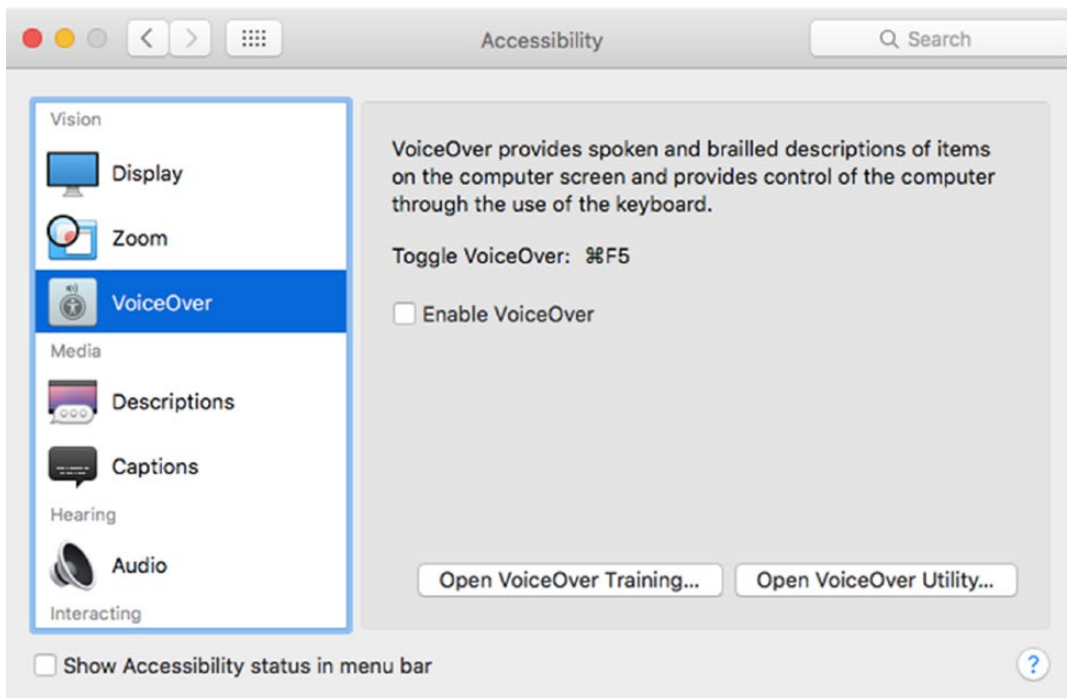 Accessibility
Search
Vision
Display
Zoom
VoiceOver
Media
Descriptions
Captions
Hearing
Audio
Interacting
VoiceOver provides spoken and brailled descriptions of items
on the computer screen and provides control of the computer
through the use of the keyboard.
Toggle VoiceOver: ⌘F5
Enable VoiceOver
Open VoiceOver Training...
Open VoiceOver Utility...
Show Accessibility status in menu bar
?